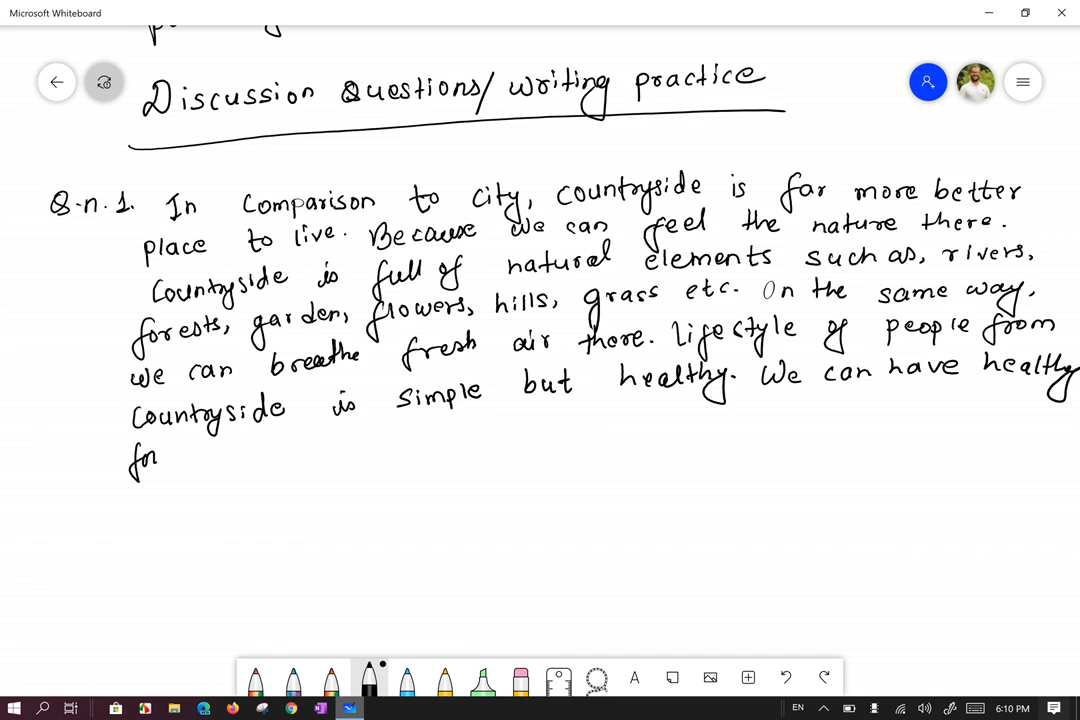 Microsoft Whiteboard
Discussion Questions/ writing practice
Q.n.1. In comparison to city, countryside is far more better
place to live. Because we can feel the nature there.
Countryside is full of natural elements such as, rivers,
forests, garden, flowers, hills, grass etc. On the same way,
we can breathe fresh air there. Lifestyle of people from
countryside is simple but healthy. We can have healthy
fo
EN 6:10 PM